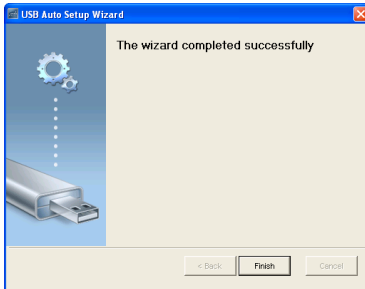 USB Auto Setup Wizard
The wizard completed successfully
< Back
Finish
Cancel